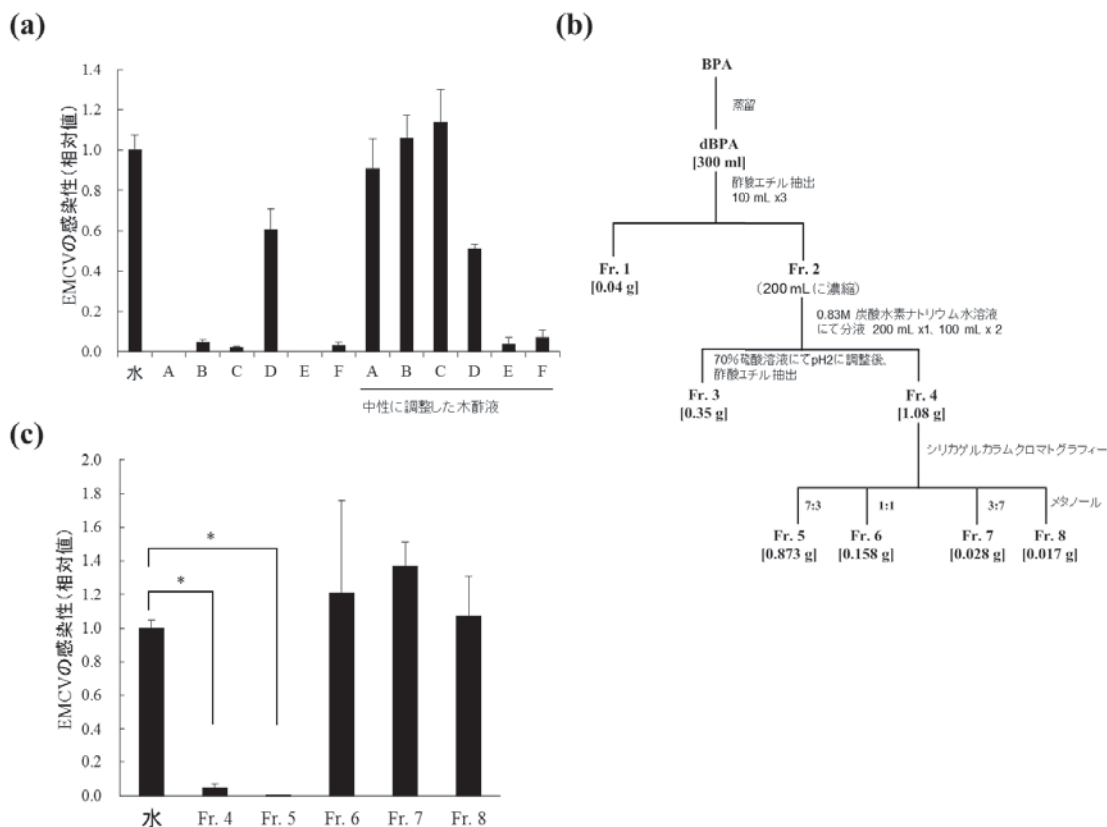 (a)
EMCVの感染性(相対値)
1.4
1.2
1.0
0.8
0.6
0.4
0.2
0.0
水 A B C D E F A B C D E F
中性に調整した木酢液
(b)
BPA
蒸留
dBPA
[300 ml]
酢酸エチル抽出
100 mL x3
Fr. 1
[0.04 g]
Fr. 2
(200 mLに濃縮)
0.83M 炭酸水素ナトリウム水溶液
にて分液 200 mL x1、100 mL x 2
70%硫酸溶液にてpH2に調整後、
酢酸エチル抽出
Fr. 3
[0.35 g]
Fr. 4
[1.08 g]
シリカゲルカラムクロマトグラフィー
7:3 1:1 3:7 メタノール
Fr. 5 Fr. 6 Fr. 7 Fr. 8
[0.873 g] [0.158 g] [0.028 g] [0.017 g]
(c)
EMCVの感染性(相対値)
2.0
1.8
1.6
1.4
1.2
1.0
0.8
0.6
0.4
0.2
0.0
*
*
水 Fr. 4 Fr. 5 Fr. 6 Fr. 7 Fr. 8